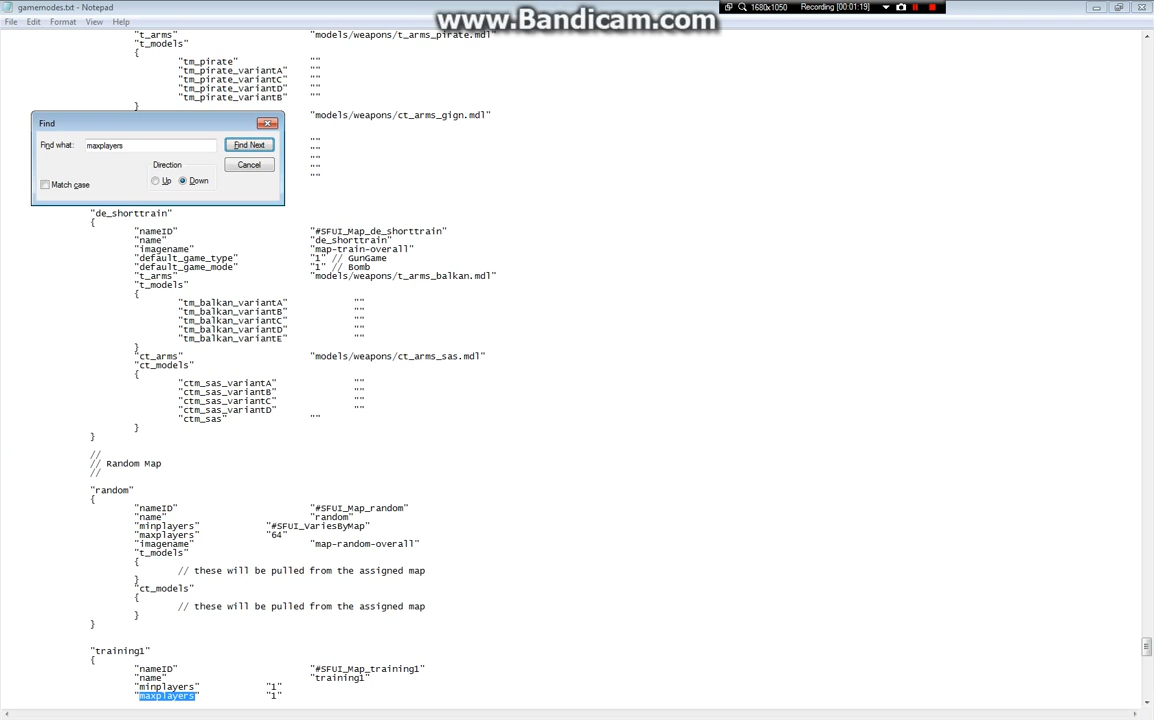 gamemodes.txt - Notepad
www.Bandicam.com
1680x1050 Recording [00:01:19]
File Edit Format View Help
"t_arms" "models/weapons/t_arms_pirate.mdl"
"t_models"
{
"tm_pirate" ""
"tm_pirate_variantA" ""
"tm_pirate_variantC" ""
"tm_pirate_variantD" ""
"tm_pirate_variantB" ""
}
"models/weapons/ct_arms_gign.mdl"
""
""
""
""
""
Find
Find what: maxplayers Find Next
Direction Cancel
Up Down
Match case
"de_shorttrain"
{
"nameID" "#SFUI_Map_de_shorttrain"
"name" "de_shorttrain"
"imagename" "map-train-overall"
"default_game_type" "1" // GunGame
"default_game_mode" "1" // Bomb
"t_arms" "models/weapons/t_arms_balkan.mdl"
"t_models"
{
"tm_balkan_variantA" ""
"tm_balkan_variantB" ""
"tm_balkan_variantC" ""
"tm_balkan_variantD" ""
"tm_balkan_variantE" ""
}
"ct_arms" "models/weapons/ct_arms_sas.mdl"
"ct_models"
{
"ctm_sas_variantA" ""
"ctm_sas_variantB" ""
"ctm_sas_variantC" ""
"ctm_sas_variantD" ""
"ctm_sas" ""
}
}
//
// Random Map
//
"random"
{
"nameID" "#SFUI_Map_random"
"name" "random"
"minplayers" "#SFUI_VariesByMap"
"maxplayers" "64"
"imagename" "map-random-overall"
"t_models"
{
// these will be pulled from the assigned map
}
"ct_models"
{
// these will be pulled from the assigned map
}
}
"training1"
{
"nameID" "#SFUI_Map_training1"
"name" "training1"
"minplayers" "1"
"maxplayers" "1"